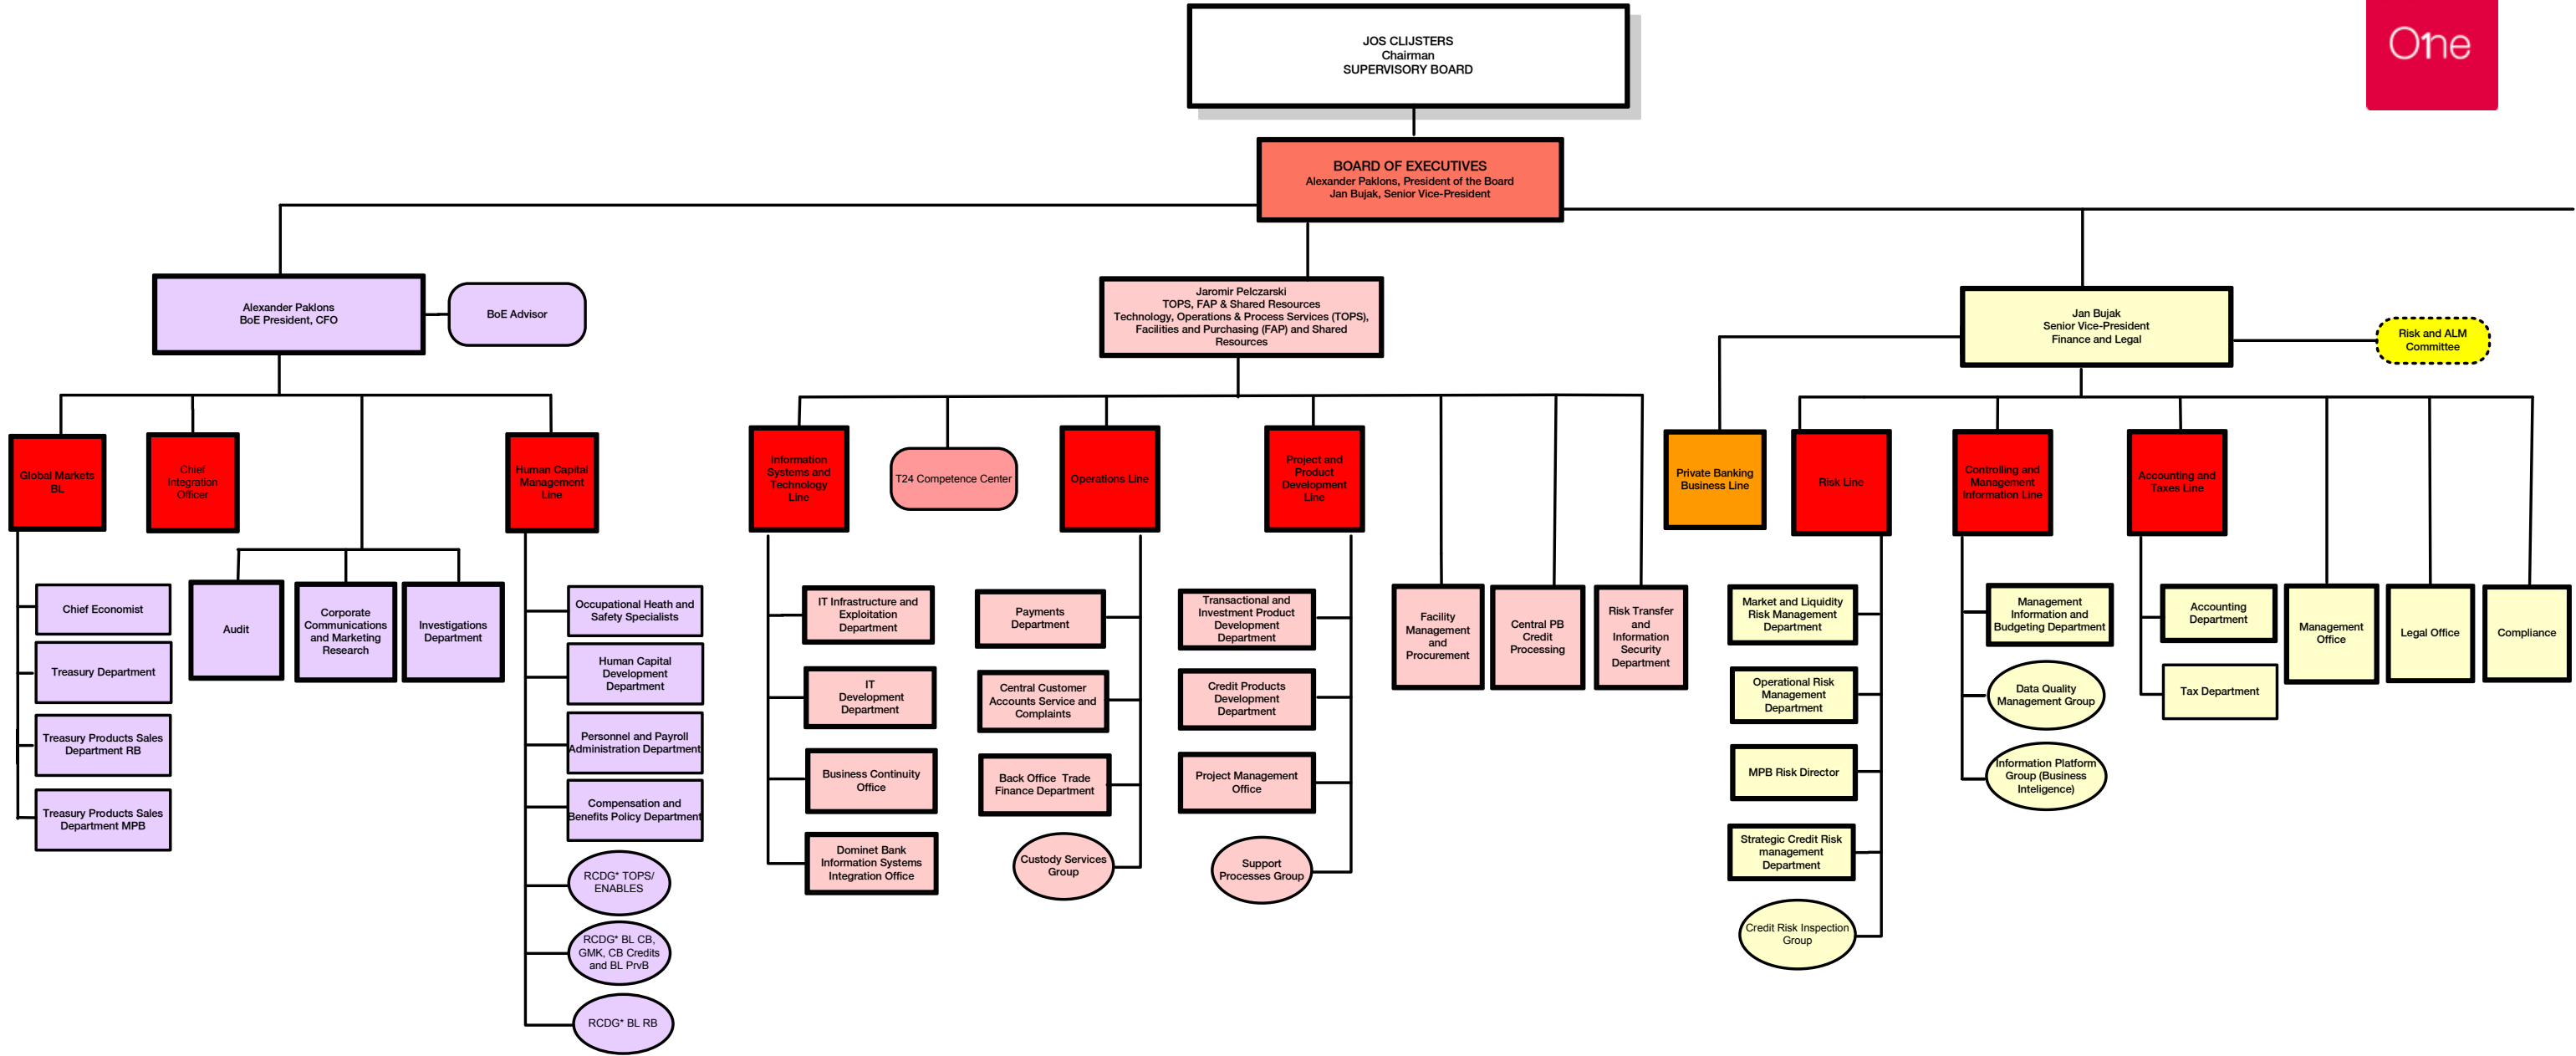 One
JOS CLIJSTERS
Chairman
SUPERVISORY BOARD
BOARD OF EXECUTIVES
Alexander Paklons, President of the Board
Jan Bujak, Senior Vice-President
Alexander Paklons
BoE President, CFO
BoE Advisor
Jaromir Pelczarski
TOPS, FAP & Shared Resources
Technology, Operations & Process Services (TOPS),
Facilities and Purchasing (FAP) and Shared
Resources
Jan Bujak
Senior Vice-President
Finance and Legal
Risk and ALM
Committee
Global Markets
BL
Chief
Integration
Officer
Human Capital
Management
Line
Information
Systems and
Technology
Line
T24 Competence Center
Operations Line
Project and
Product
Development
Line
Private Banking
Business Line
Risk Line
Controlling and
Management
Information Line
Accounting and
Taxes Line
Chief Economist
Treasury Department
Treasury Products Sales
Department RB
Treasury Products Sales
Department MPB
Audit
Corporate
Communications
and Marketing
Research
Investigations
Department
Occupational Heath and
Safety Specialists
Human Capital
Development
Department
Personnel and Payroll
Administration Department
Compensation and
Benefits Policy Department
RCDG* TOPS/
ENABLES
RCDG* BL CB,
GMK, CB Credits
and BL PrvB
RCDG* BL RB
IT Infrastructure and
Exploitation
Department
IT
Development
Department
Business Continuity
Office
Dominet Bank
Information Systems
Integration Office
Payments
Department
Central Customer
Accounts Service and
Complaints
Back Office Trade
Finance Department
Custody Services
Group
Transactional and
Investment Product
Development
Department
Credit Products
Development
Department
Project Management
Office
Support
Processes Group
Facility
Management
and
Procurement
Central PB
Credit
Processing
Risk Transfer
and
Information
Security
Department
Market and Liquidity
Risk Management
Department
Operational Risk
Management
Department
MPB Risk Director
Strategic Credit Risk
management
Department
Credit Risk Inspection
Group
Management
Information and
Budgeting Department
Data Quality
Management Group
Information Platform
Group (Business
Inteligence)
Accounting
Department
Tax Department
Management
Office
Legal Office
Compliance